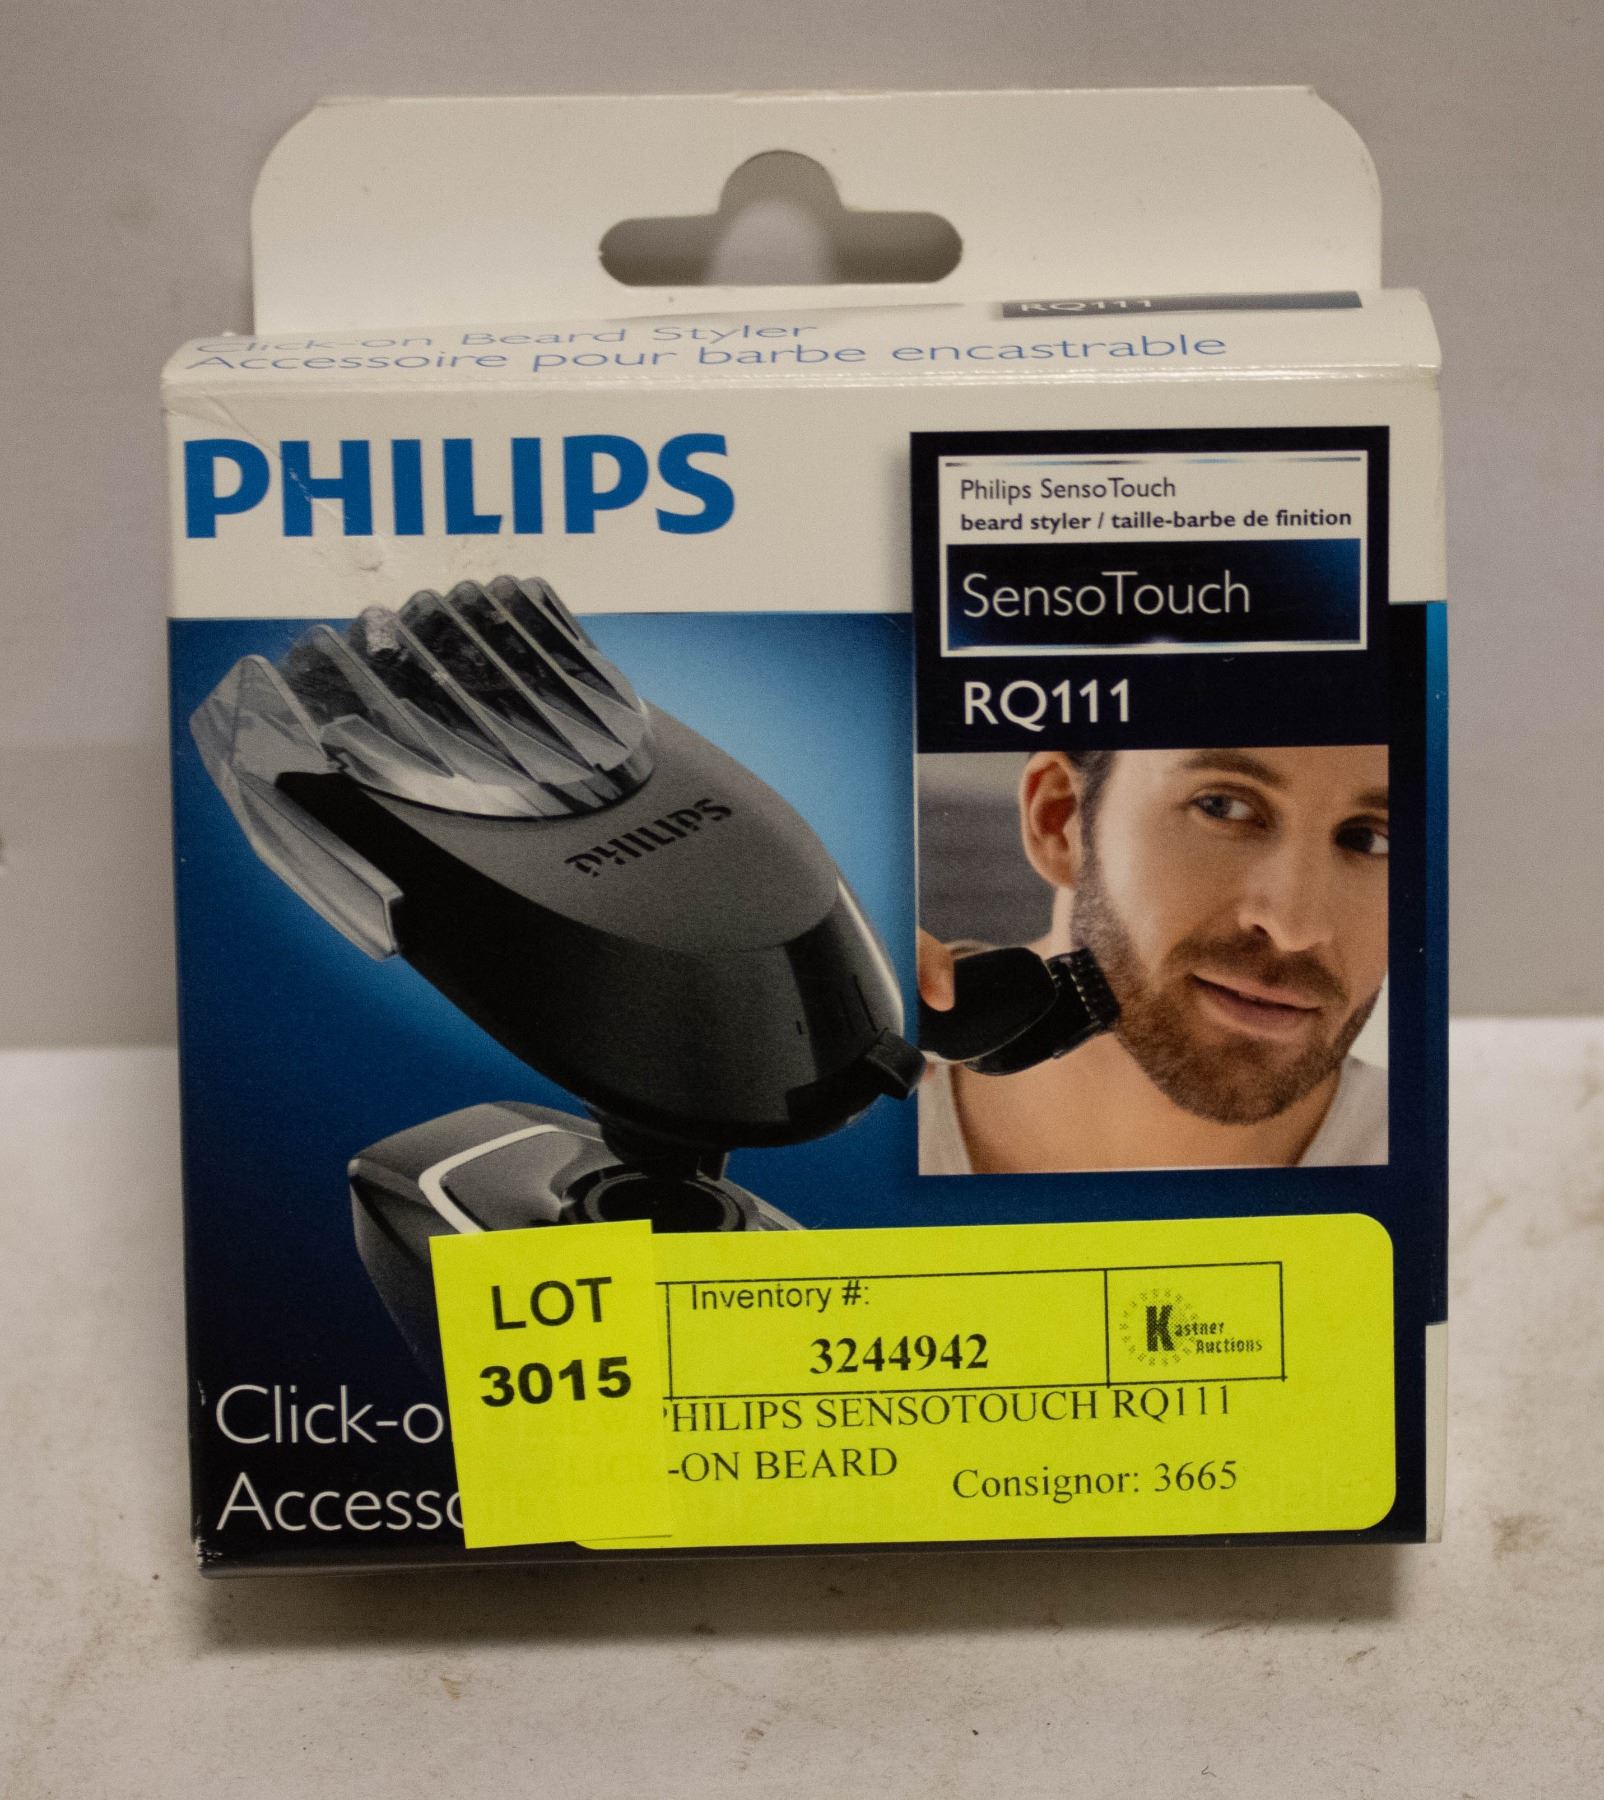 Click-on Beard Styler
RQ111
Accessoire pour barbe encastrable
PHILIPS
Philips SensoTouch
beard styler / taille-barbe de finition
SensoTouch
RQ111
PHILIPS
LOT
3015
Inventory #:
3244942
Kastner
Auctions
PHILIPS SENSOTOUCH RQ111
-ON BEARD
Consignor: 3665
Click-o
Accesso